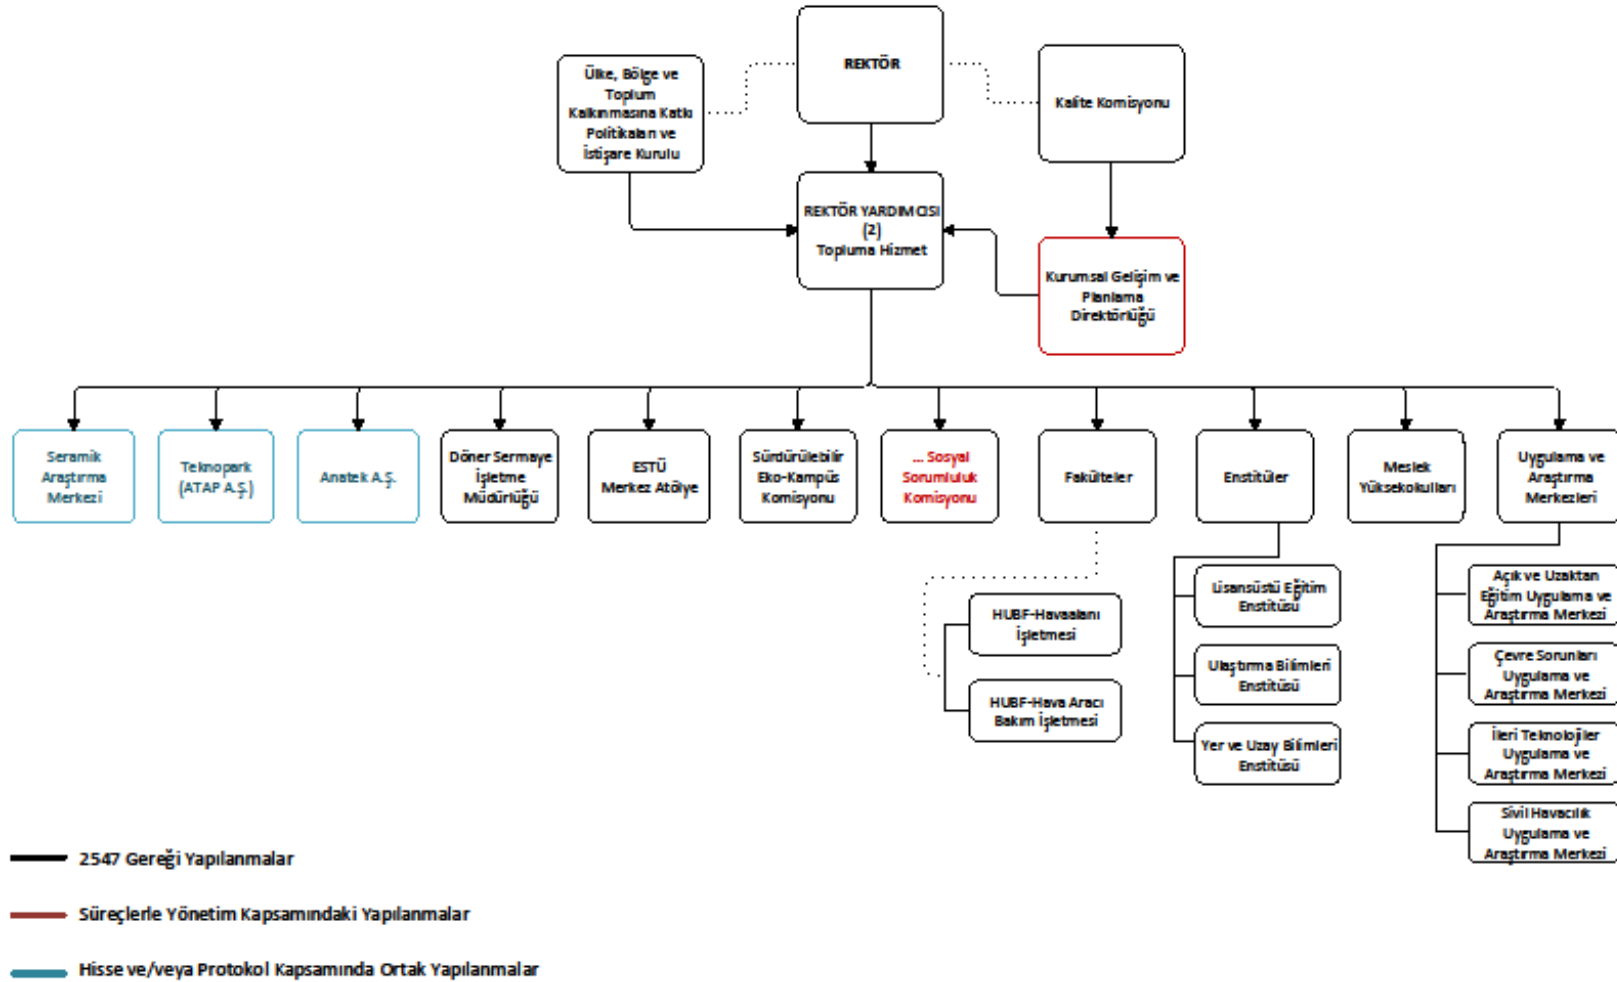 REKTÖR
Ülke, Bölge ve
Toplum
Kalkınmasına Katkı
Politikaları ve
İstişare Kurulu
Kalite Komisyonu
REKTÖR YARDIMCISI
(2)
Topluma Hizmet
Kurumsal Gelişim ve
Planlama
Direktörlüğü
Seramik
Araştırma
Merkezi
Teknopark
(ATAP A.Ş.)
Anatek A.Ş.
Döner Sermaye
İşletme
Müdürlüğü
ESTÜ
Merkez Atölye
Sürdürülebilir
Eko-Kampüs
Komisyonu
... Sosyal
Sorumluluk
Komisyonu
Fakülteler
Enstitüler
Meslek
Yüksekokulları
Uygulama ve
Araştırma
Merkezleri
HUBF-Havaalanı
İşletmesi
HUBF-Hava Aracı
Bakım İşletmesi
Lisansüstü Eğitim
Enstitüsü
Ulaştırma Bilimleri
Enstitüsü
Yer ve Uzay Bilimleri
Enstitüsü
Açık ve Uzaktan
Eğitim Uygulama ve
Araştırma Merkezi
Çevre Sorunları
Uygulama ve
Araştırma Merkezi
İleri Teknolojiler
Uygulama ve
Araştırma Merkezi
Sivil Havacılık
Uygulama ve
Araştırma Merkezi
2547 Gereği Yapılanmalar
Süreçlerle Yönetim Kapsamındaki Yapılanmalar
Hisse ve/veya Protokol Kapsamında Ortak Yapılanmalar